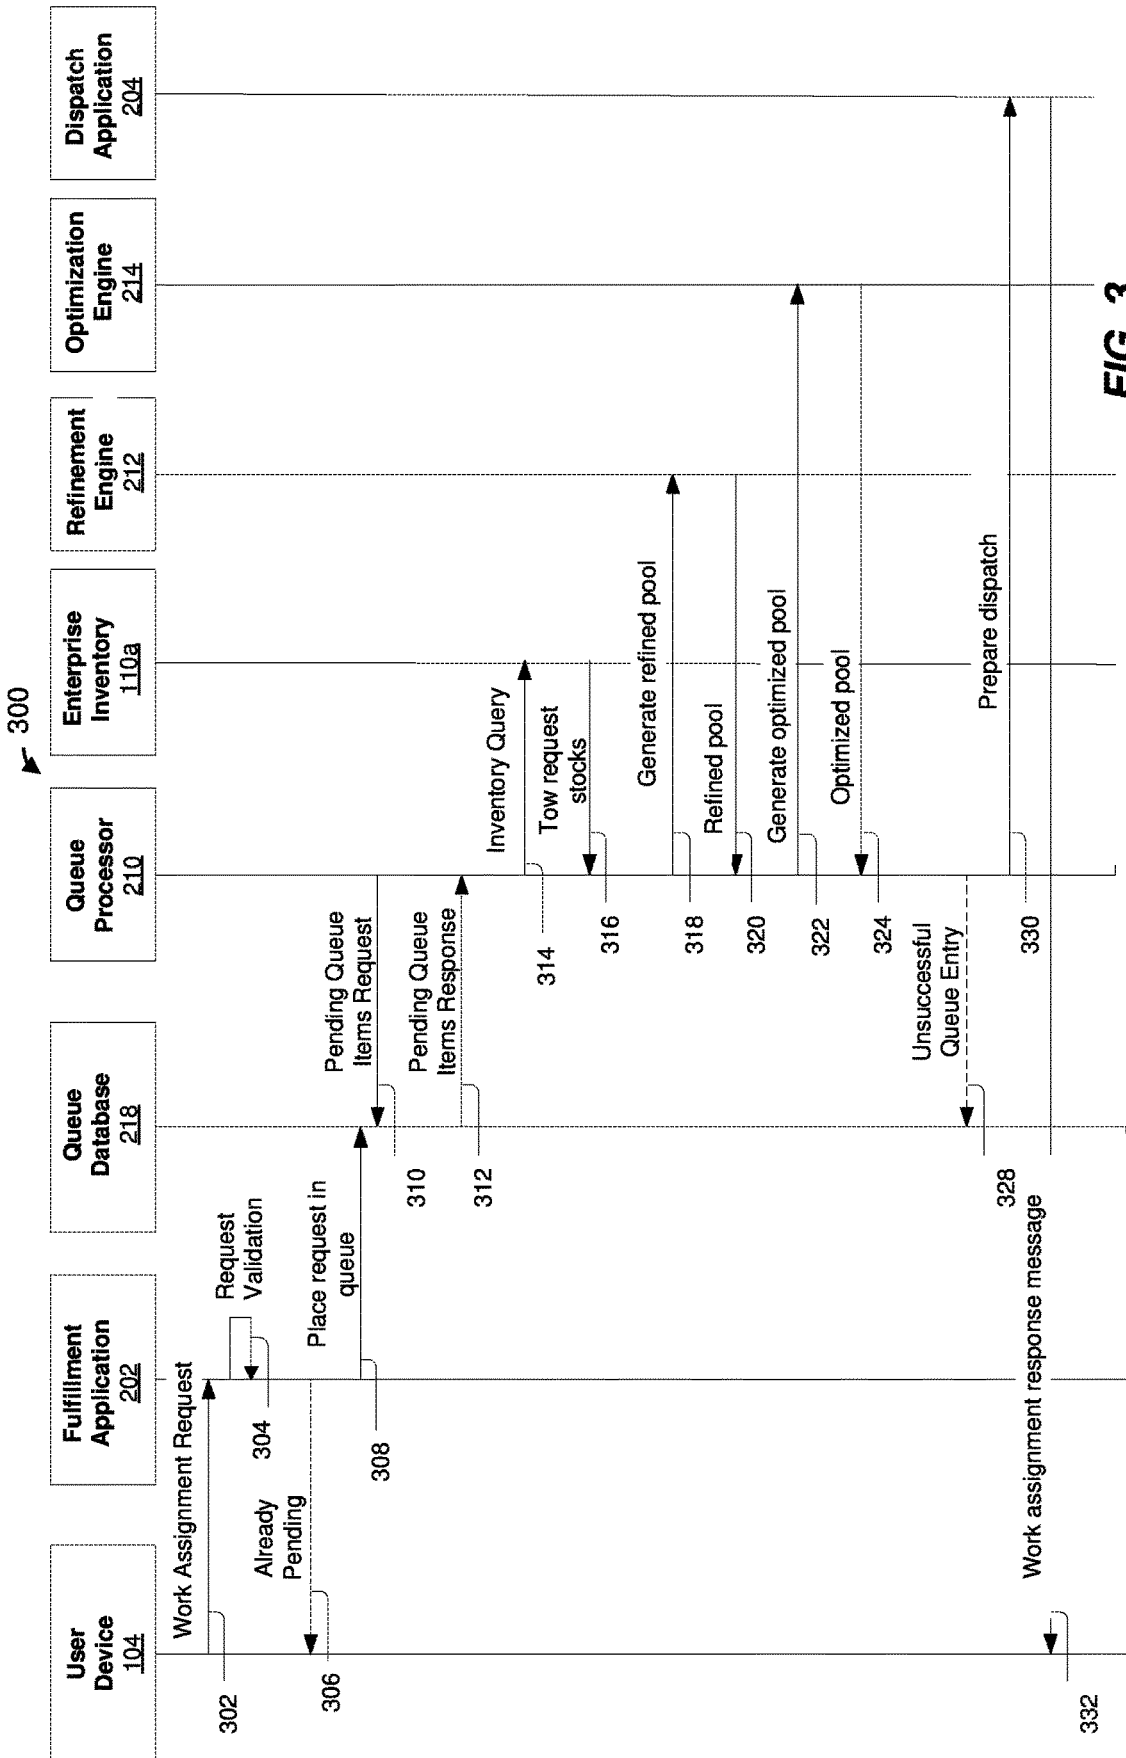 300
User
Device
104
Fulfillment
Application
202
Queue
Database
218
Queue
Processor
210
Enterprise
Inventory
110a
Refinement
Engine
212
Optimization
Engine
214
Dispatch
Application
204
Work Assignment Request
302
Request
Validation
304
Already
Pending
306
Place request in
queue
308
Pending Queue
Items Request
310
Pending Queue
Items Response
312
Inventory Query
314
Tow request
stocks
316
Generate refined pool
318
Refined pool
320
Generate optimized pool
322
Optimized pool
324
Unsuccessful
Queue Entry
328
Prepare dispatch
330
Work assignment response message
332
FIG. 3